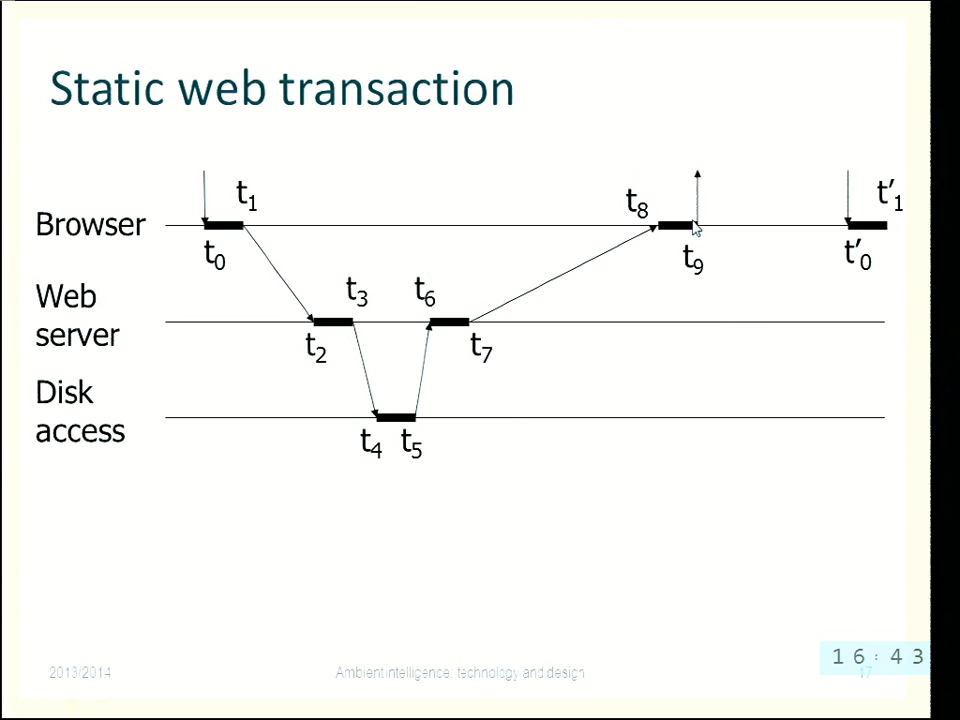 Static web transaction
t1
t8
t'1
Browser
t0
t9
t'0
Web
server
t3
t6
t2
t7
Disk
access
t4
t5
2013/2014
Ambient intelligence: technology and design
17
16:43